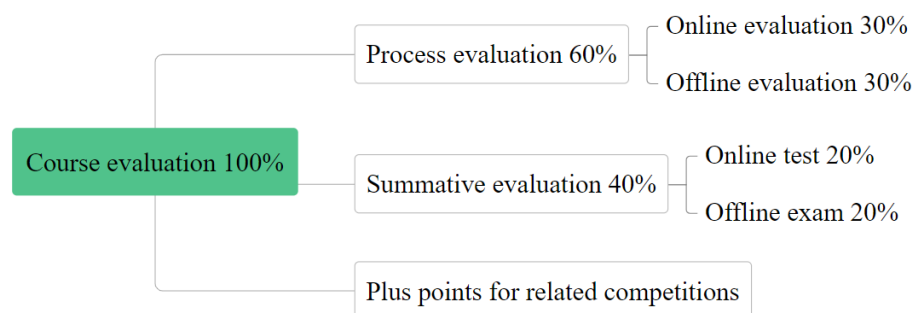 Course evaluation 100%
Process evaluation 60%
Online evaluation 30%
Offline evaluation 30%
Summative evaluation 40%
Online test 20%
Offline exam 20%
Plus points for related competitions